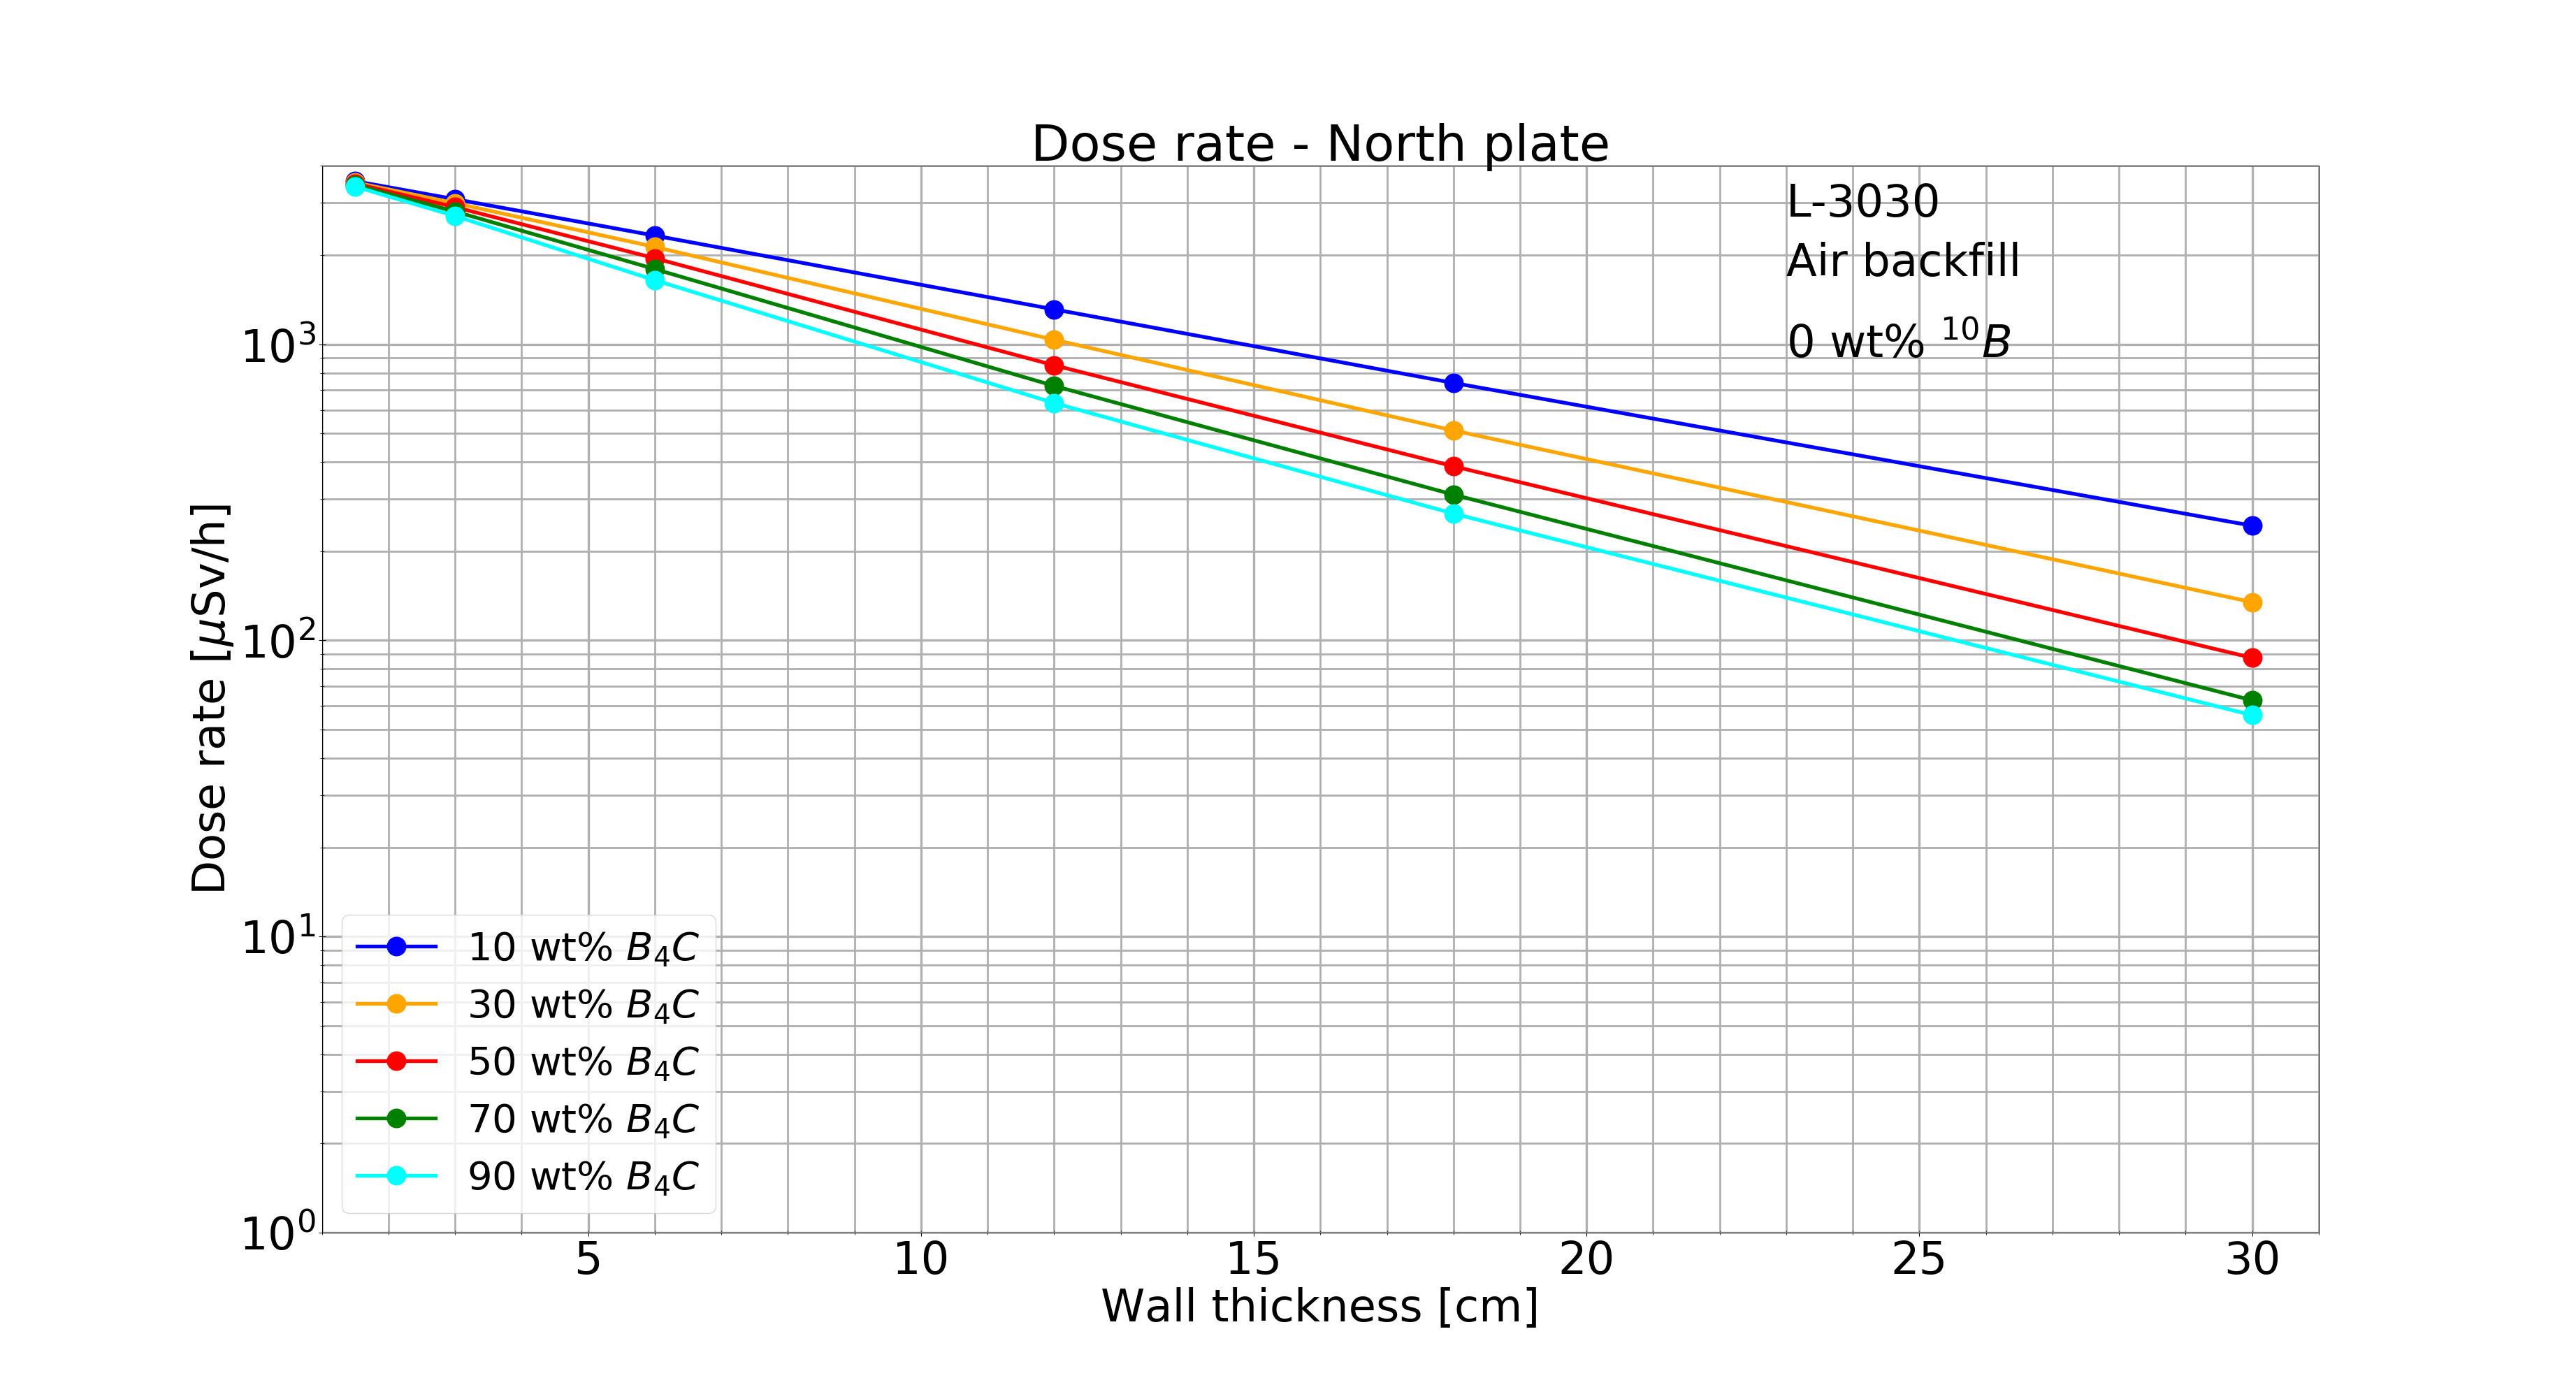 Dose rate - North plate
L-3030
Air backfill
0 wt% ¹⁰B
Dose rate [μSv/h]
10³
10²
10¹
10⁰
10 wt% B₄C
30 wt% B₄C
50 wt% B₄C
70 wt% B₄C
90 wt% B₄C
5 10 15 20 25 30
Wall thickness [cm]